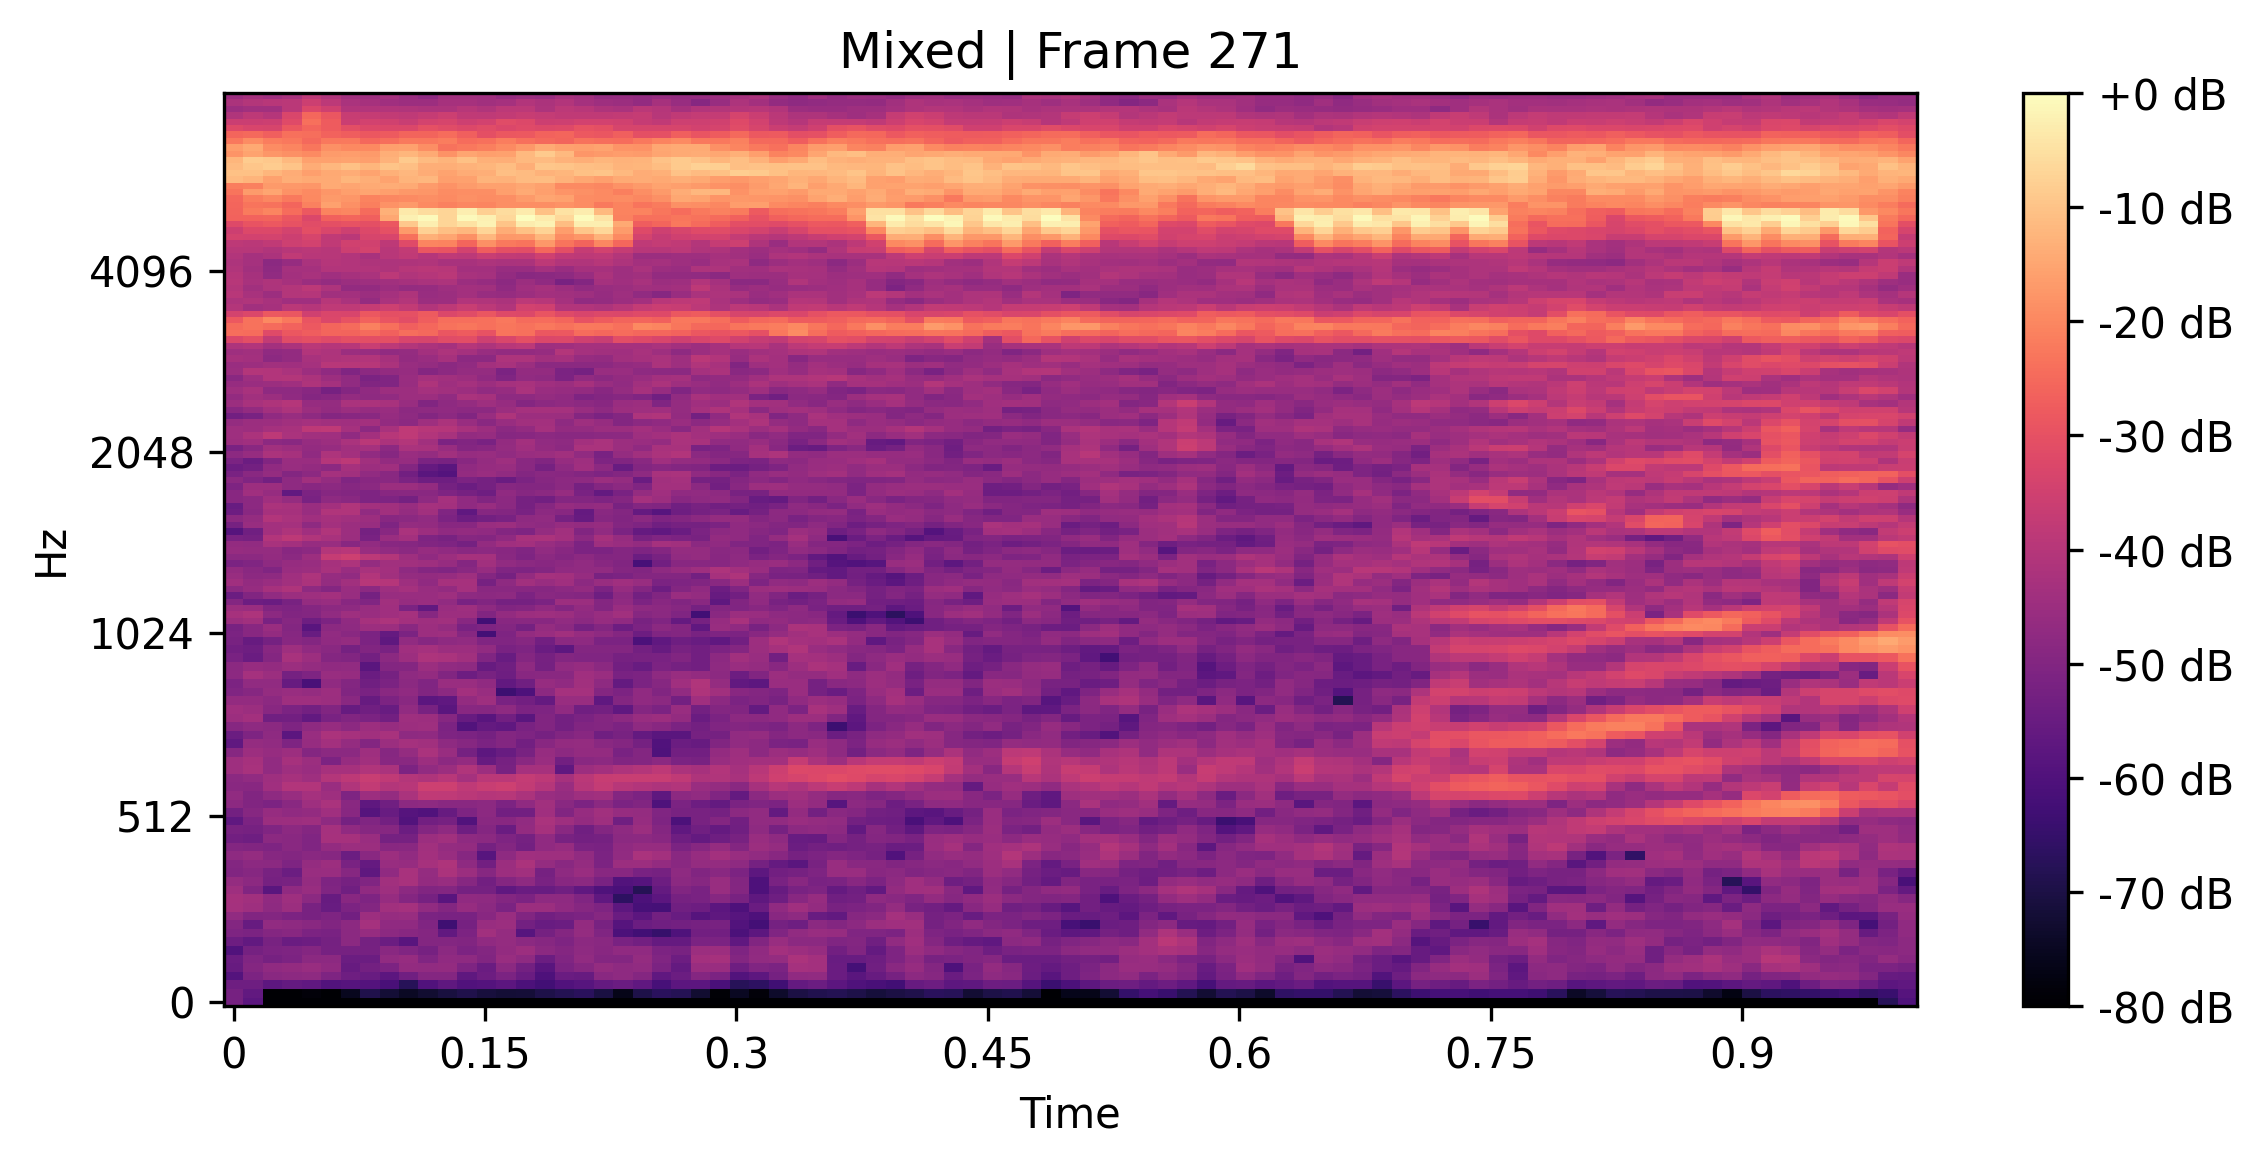 Mixed | Frame 271
Hz
4096
2048
1024
512
0
0 0.15 0.3 0.45 0.6 0.75 0.9
Time
+0 dB
-10 dB
-20 dB
-30 dB
-40 dB
-50 dB
-60 dB
-70 dB
-80 dB